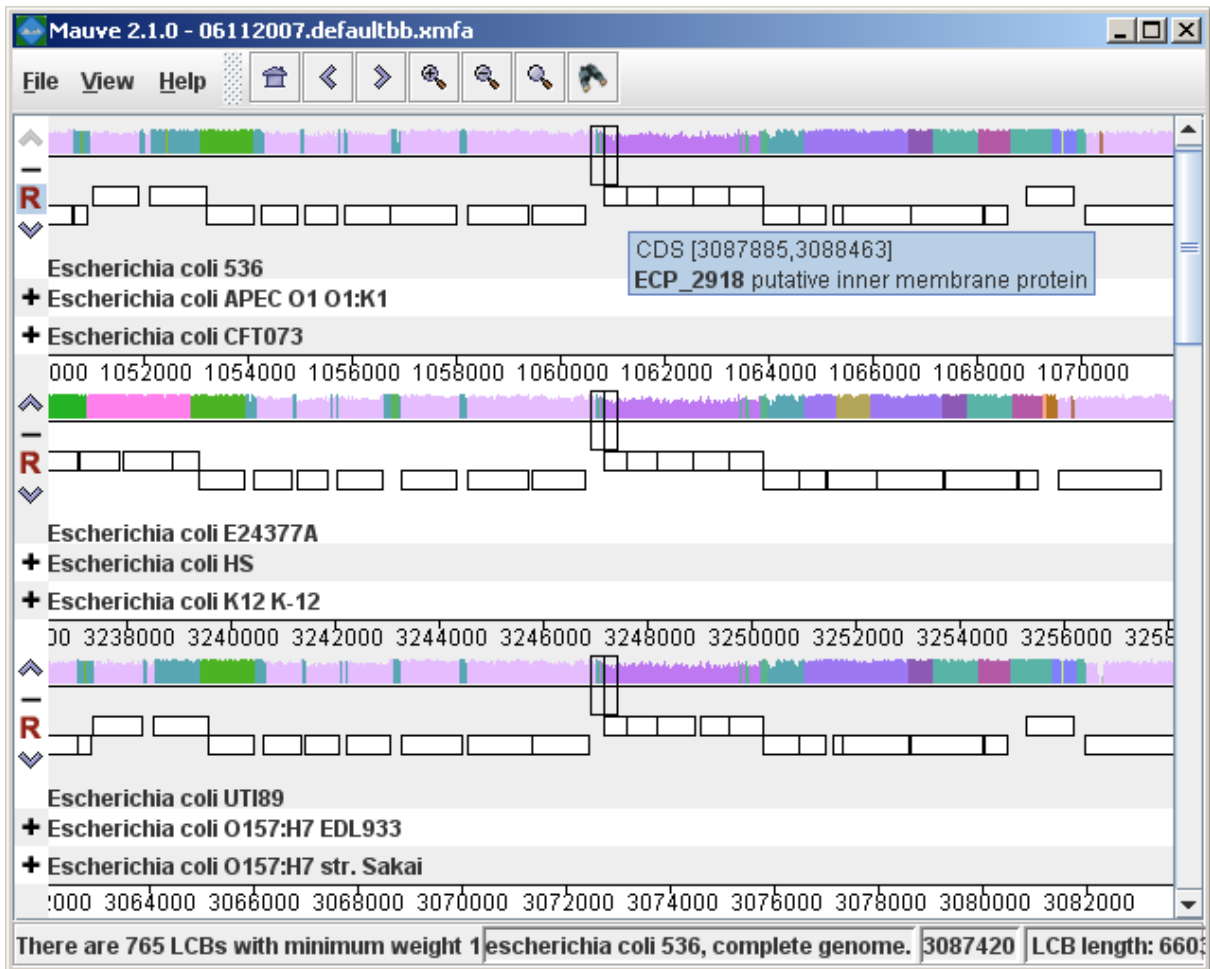 Mauve 2.1.0 - 06112007.defaultbb.xmfa
File View Help
R
CDS [3087885,3088463]
ECP_2918 putative inner membrane protein
Escherichia coli 536
Escherichia coli APEC O1 O1:K1
Escherichia coli CFT073
000 1052000 1054000 1056000 1058000 1060000 1062000 1064000 1066000 1068000 1070000
R
Escherichia coli E24377A
Escherichia coli HS
Escherichia coli K12 K-12
00 3238000 3240000 3242000 3244000 3246000 3248000 3250000 3252000 3254000 3256000 3258
R
Escherichia coli UTI89
Escherichia coli O157:H7 EDL933
Escherichia coli O157:H7 str. Sakai
2000 3064000 3066000 3068000 3070000 3072000 3074000 3076000 3078000 3080000 3082000
There are 765 LCBs with minimum weight 1 escherichia coli 536, complete genome. 3087420 LCB length: 6603